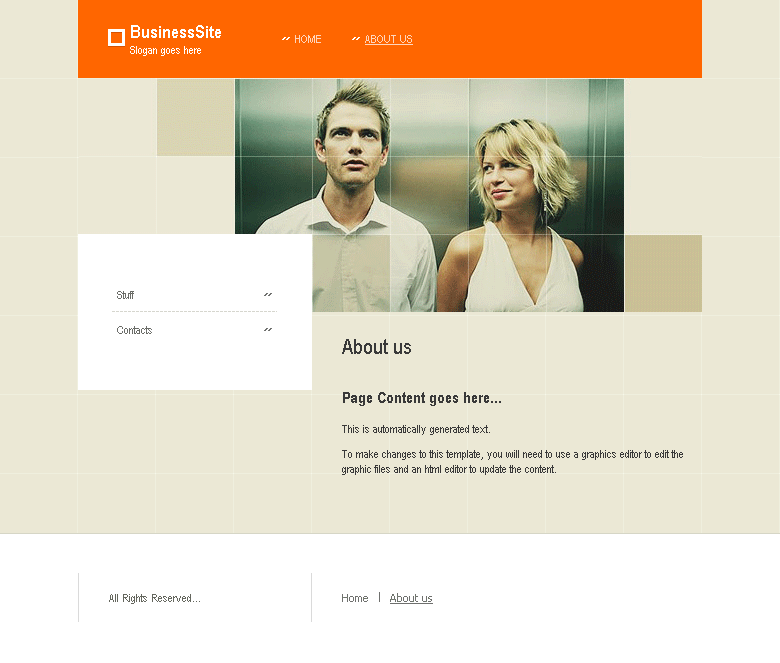 BusinessSite
Slogan goes here
HOME
ABOUT US
Stuff
Contacts
About us
Page Content goes here...
This is automatically generated text.
To make changes to this template, you will need to use a graphics editor to edit the
graphic files and an html editor to update the content.
All Rights Reserved...
Home | About us